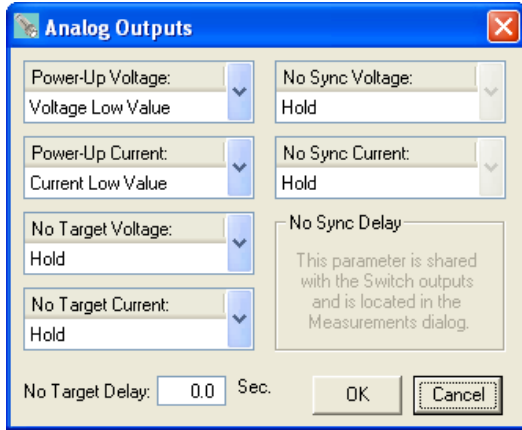 Analog Outputs
Power-Up Voltage:
Voltage Low Value
Power-Up Current:
Current Low Value
No Target Voltage:
Hold
No Target Current:
Hold
No Target Delay: 0.0 Sec.
No Sync Voltage:
Hold
No Sync Current:
Hold
No Sync Delay
This parameter is shared
with the Switch outputs
and is located in the
Measurements dialog.
OK
Cancel